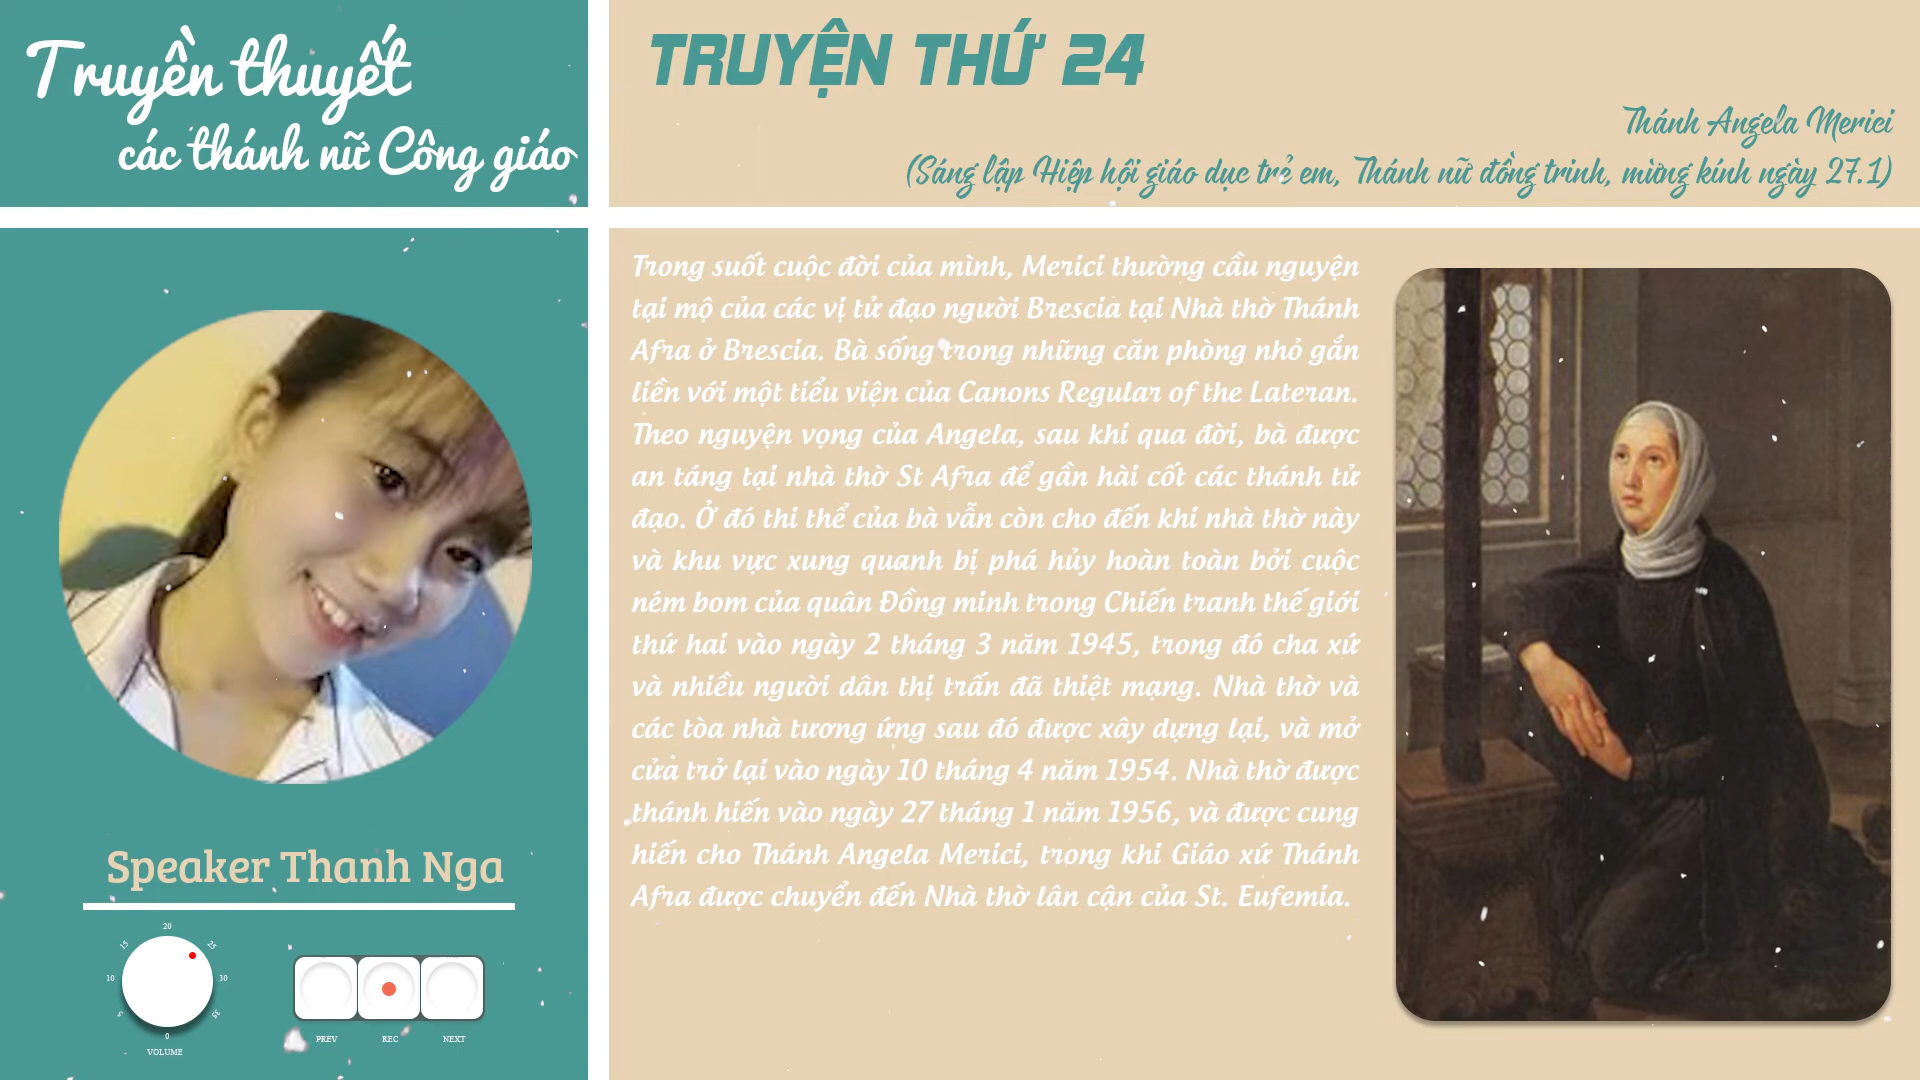 Truyền thuyết
các thánh nữ Công giáo
TRUYỆN THỨ 24
Thánh Angela Merici
(Sáng lập Hiệp hội giáo dục trẻ em, Thánh nữ đồng trinh, mừng kính ngày 27.1)
Trong suốt cuộc đời của mình, Merici thường cầu nguyện
tại mộ của các vị tử đạo người Brescia tại Nhà thờ Thánh
Afra ở Brescia. Bà sống trong những căn phòng nhỏ gắn
liền với một tiểu viện của Canons Regular of the Lateran.
Theo nguyện vọng của Angela, sau khi qua đời, bà được
an táng tại nhà thờ St Afra để gần hài cốt các thánh tử
đạo. Ở đó thi thể của bà vẫn còn cho đến khi nhà thờ này
và khu vực xung quanh bị phá hủy hoàn toàn bởi cuộc
ném bom của quân Đồng minh trong Chiến tranh thế giới
thứ hai vào ngày 2 tháng 3 năm 1945, trong đó cha xứ
và nhiều người dân thị trấn đã thiệt mạng. Nhà thờ và
các tòa nhà tương ứng sau đó được xây dựng lại, và mở
cửa trở lại vào ngày 10 tháng 4 năm 1954. Nhà thờ được
thánh hiến vào ngày 27 tháng 1 năm 1956, và được cung
hiến cho Thánh Angela Merici, trong khi Giáo xứ Thánh
Afra được chuyển đến Nhà thờ lân cận của St. Eufemia.
Speaker Thanh Nga
20
15 25
10 30
5 35
0
VOLUME
PREV REC NEXT